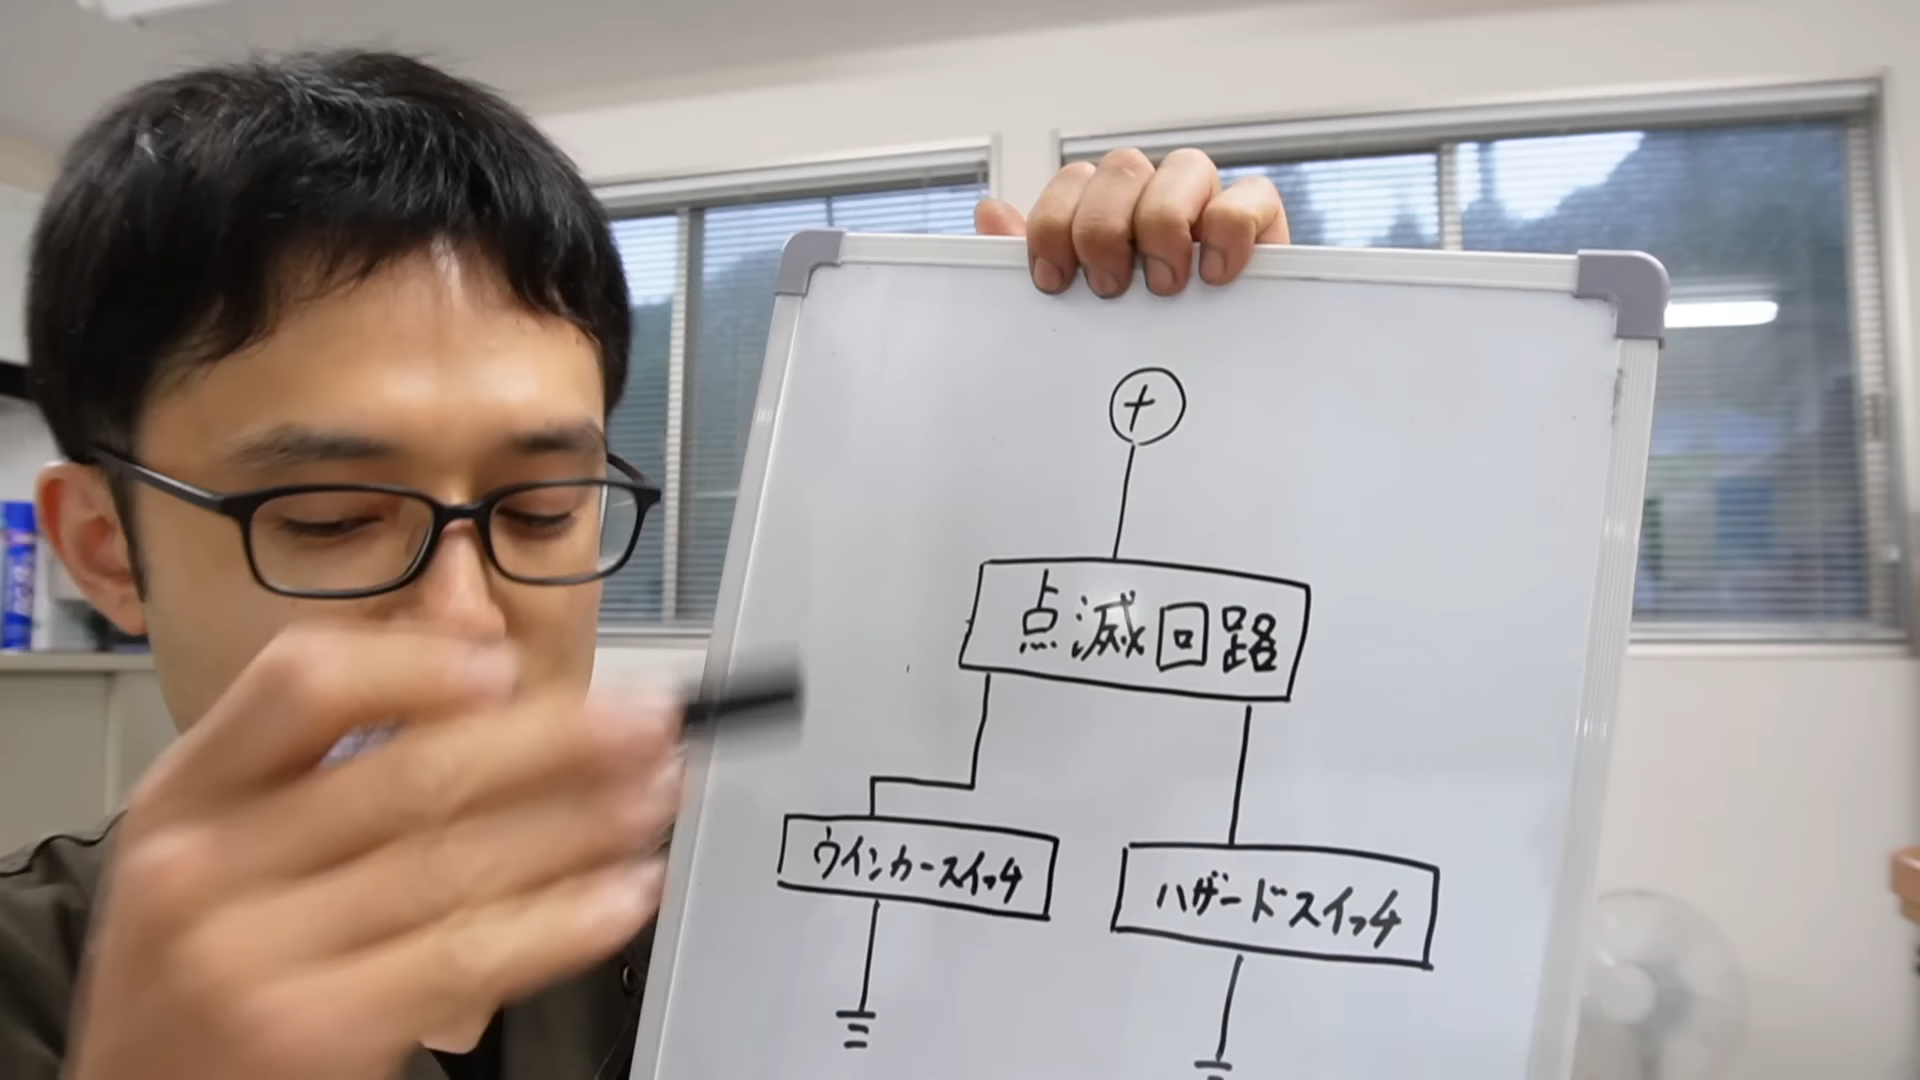 +
点滅回路
ウインカースイッチ
ハザードスイッチ